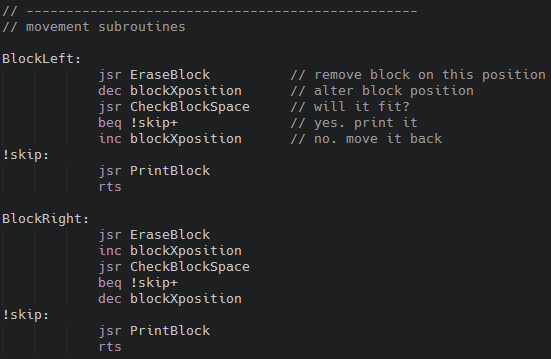 // -------------------------------------------------
// movement subroutines
BlockLeft:
jsr EraseBlock // remove block on this position
dec blockXposition // alter block position
jsr CheckBlockSpace // will it fit?
beq !skip+ // yes. print it
inc blockXposition // no. move it back
!skip:
jsr PrintBlock
rts
BlockRight:
jsr EraseBlock
inc blockXposition
jsr CheckBlockSpace
beq !skip+
dec blockXposition
!skip:
jsr PrintBlock
rts